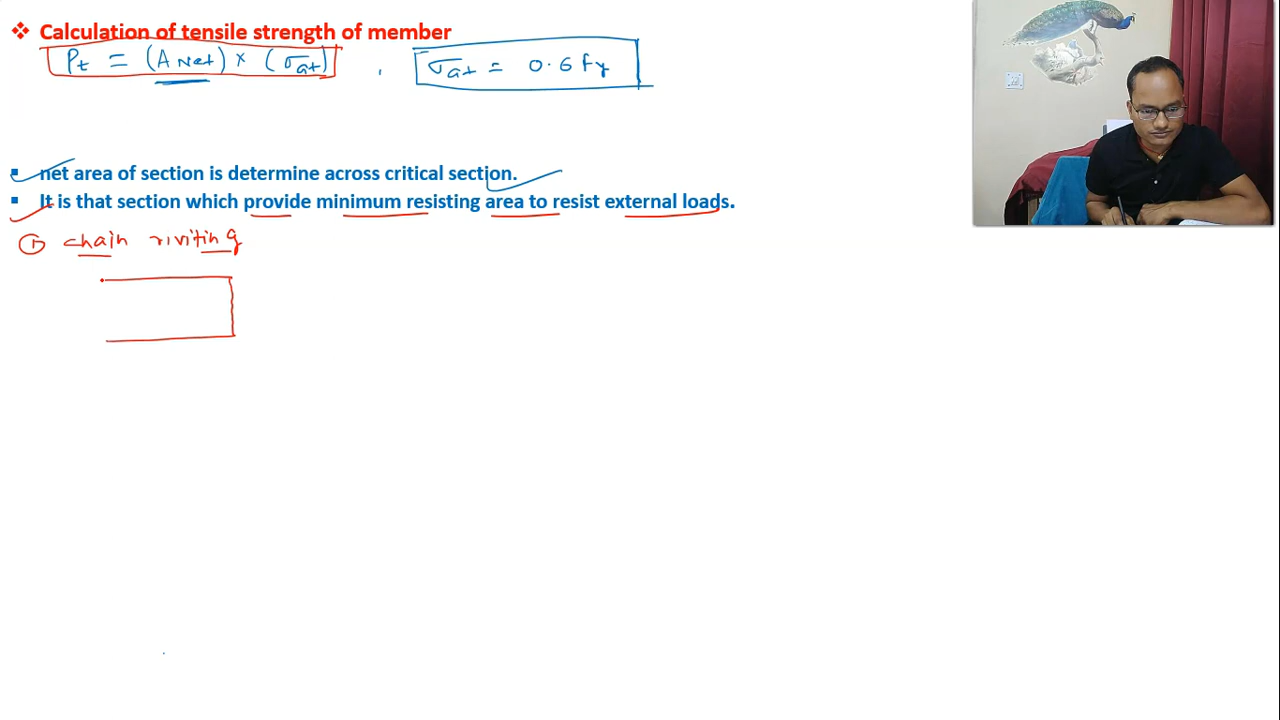 ❖ Calculation of tensile strength of member
Pt = (A Net) × (σat) , σat = 0.6 fy
▪ net area of section is determine across critical section.
▪ It is that section which provide minimum resisting area to resist external loads.
① chain riviting